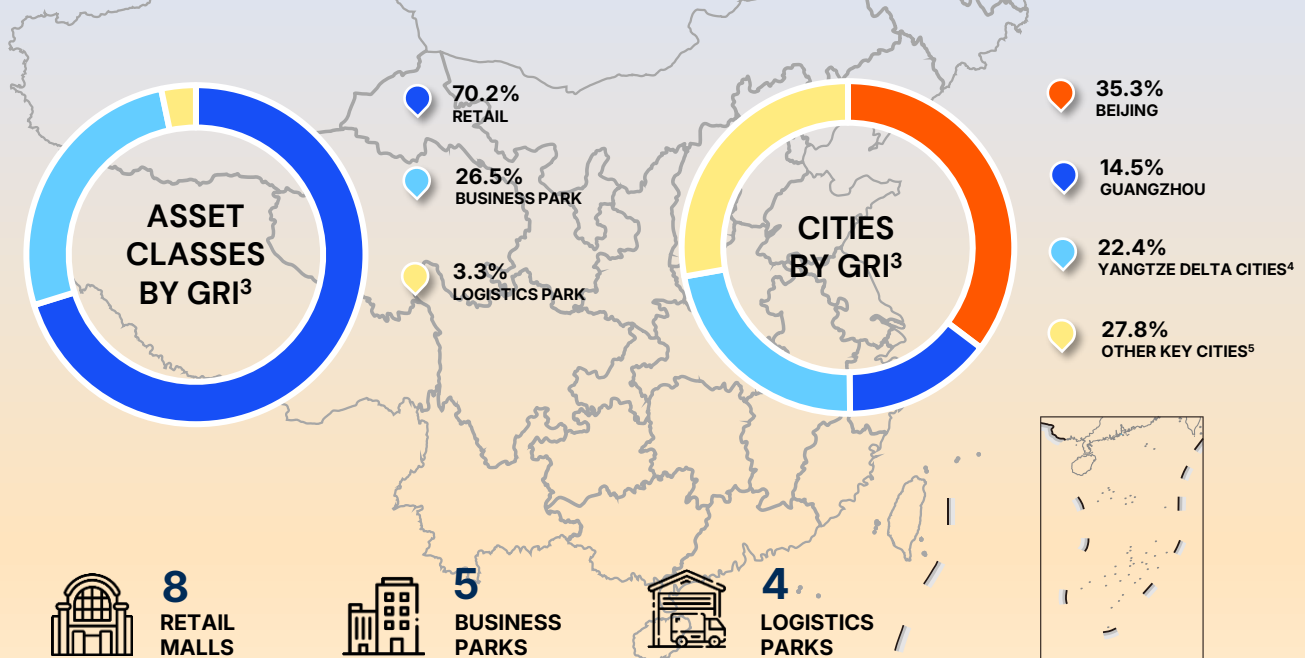 ASSET
CLASSES
BY GRI³
70.2%
RETAIL
26.5%
BUSINESS PARK
3.3%
LOGISTICS PARK
CITIES
BY GRI³
35.3%
BEIJING
14.5%
GUANGZHOU
22.4%
YANGTZE DELTA CITIES⁴
27.8%
OTHER KEY CITIES⁵
8
RETAIL
MALLS
5
BUSINESS
PARKS
4
LOGISTICS
PARKS